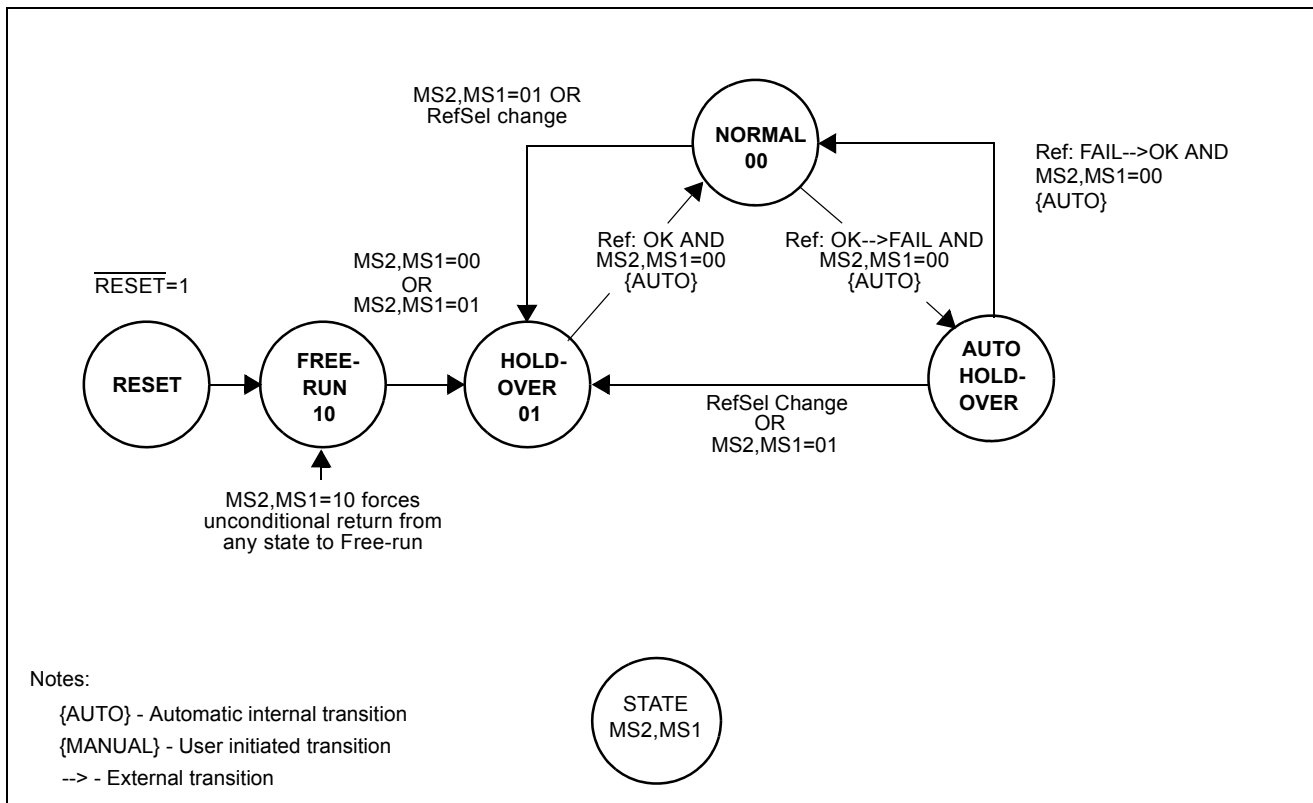 MS2,MS1=01 OR
RefSel change
NORMAL
00
Ref: FAIL-->OK AND
MS2,MS1=00
{AUTO}
Ref: OK AND
MS2,MS1=00
{AUTO}
Ref: OK-->FAIL AND
MS2,MS1=00
{AUTO}
MS2,MS1=00
OR
MS2,MS1=01
RESET=1
RESET
FREE-
RUN
10
HOLD-
OVER
01
AUTO
HOLD-
OVER
RefSel Change
OR
MS2,MS1=01
MS2,MS1=10 forces
unconditional return from
any state to Free-run
Notes:
{AUTO} - Automatic internal transition
{MANUAL} - User initiated transition
--> - External transition
STATE
MS2,MS1